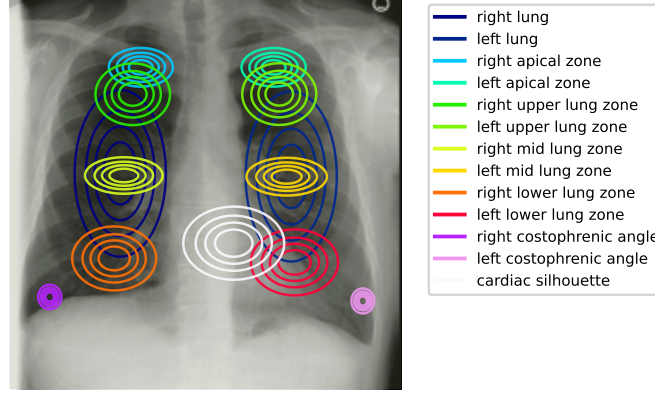 right lung
left lung
right apical zone
left apical zone
right upper lung zone
left upper lung zone
right mid lung zone
left mid lung zone
right lower lung zone
left lower lung zone
right costophrenic angle
left costophrenic angle
cardiac silhouette